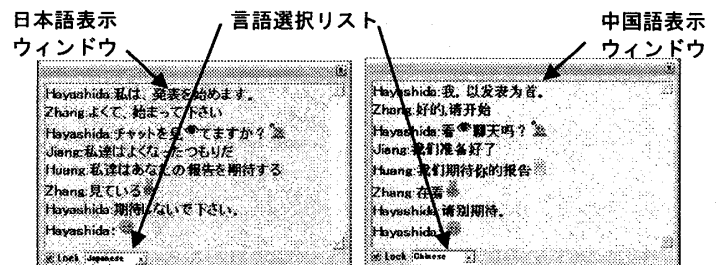 日本語表示
ウィンドウ
言語選択リスト
中国語表示
ウィンドウ
Hayashida:私は、発表を始めます。
Zhang:よくて、始まって下さい
Hayashida:チャットを見てますか？
Jiang:私達はよくなったつもりだ
Huang:私達はあなたの報告を期待する
Zhang:見ている
Hayashida:期待しないで下さい。
Hayashida:
Lock Japanese
Hayashida:我。以发表为首。
Zhang:好的,请开始
Hayashida:看聊天吗？
Jiang:我们准备好了
Huang:我们期待你的报告
Zhang:在看
Hayashida:请别期待。
Hayashida:
Lock Chinese